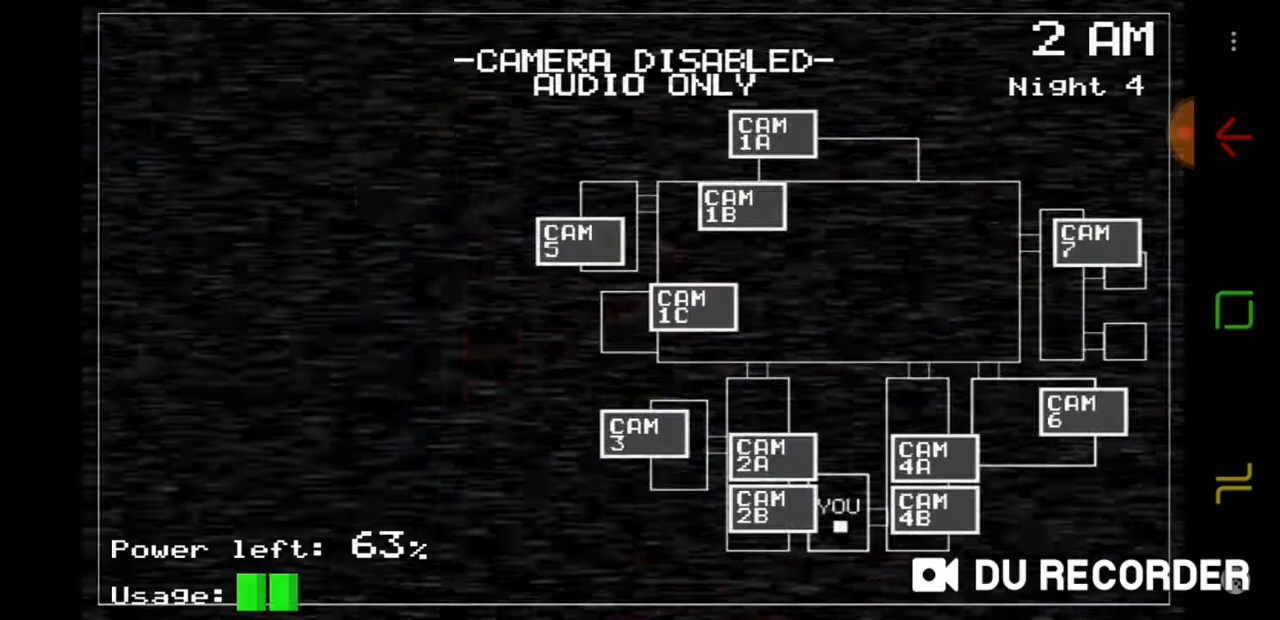 -CAMERA DISABLED-
AUDIO ONLY
2 AM
Night 4
CAM
1A
CAM
1B
CAM
5
CAM
7
CAM
1C
CAM
6
CAM
3
CAM
2A
CAM
4A
CAM
2B
YOU
CAM
4B
Power left: 63%
Usage:
DU RECORDER